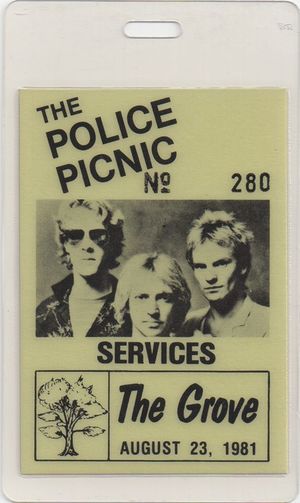 THE
POLICE
PICNIC
Nº 280
SERVICES
The Grove
AUGUST 23, 1981